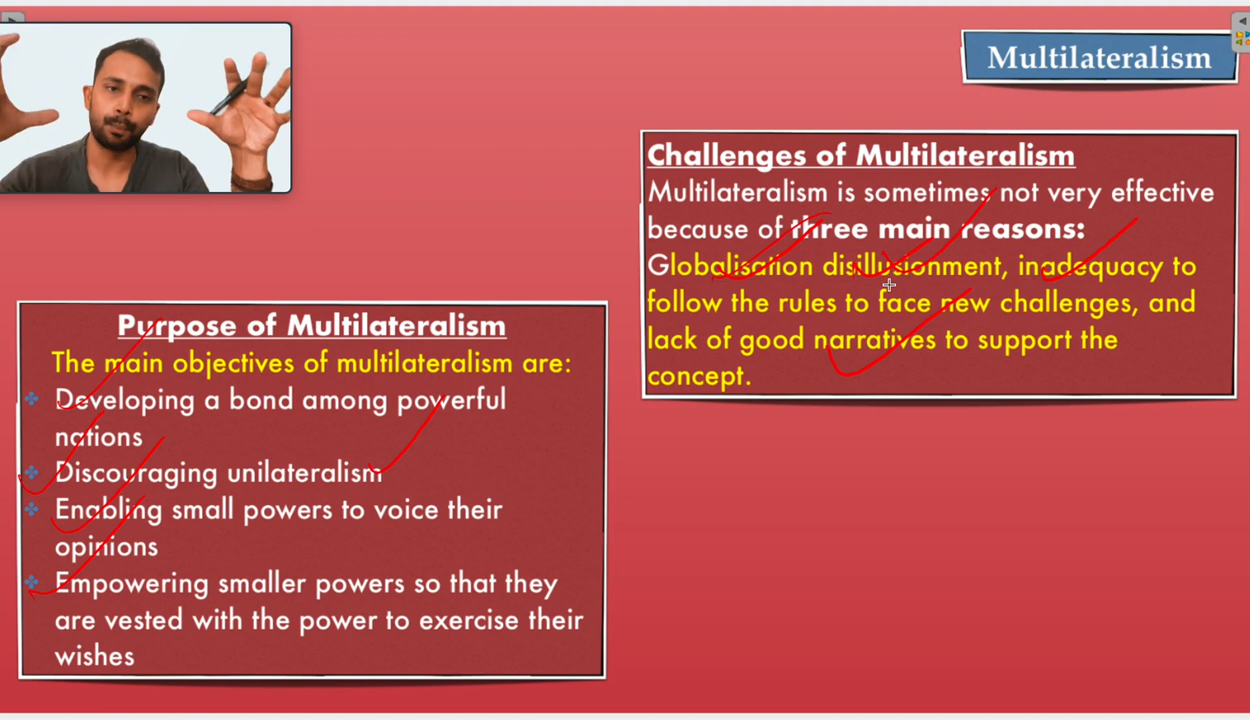 Multilateralism
Purpose of Multilateralism
The main objectives of multilateralism are:
Developing a bond among powerful
nations
Discouraging unilateralism
Enabling small powers to voice their
opinions
Empowering smaller powers so that they
are vested with the power to exercise their
wishes
Challenges of Multilateralism
Multilateralism is sometimes not very effective
because of three main reasons:
Globalisation disillusionment, inadequacy to
follow the rules to face new challenges, and
lack of good narratives to support the
concept.